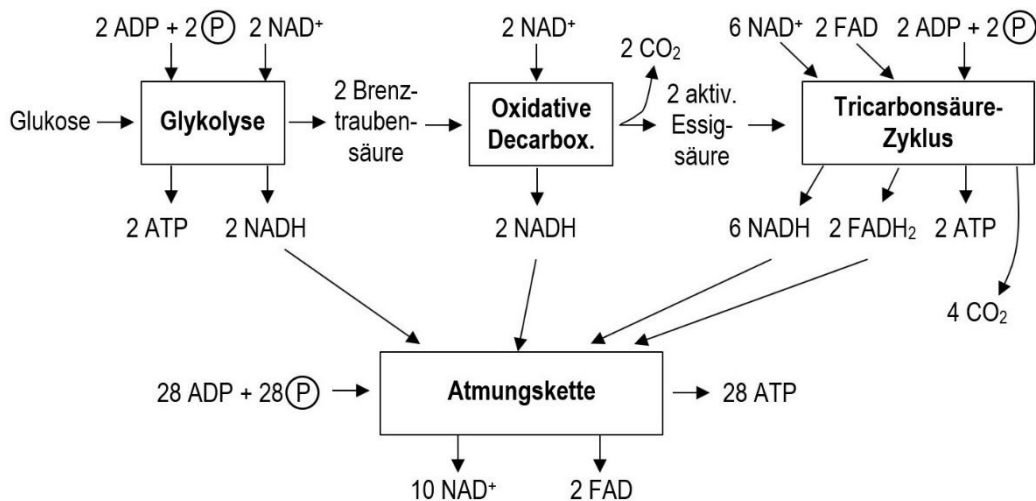 2 ADP + 2 P 2 NAD⁺ 2 NAD⁺ 6 NAD⁺ 2 FAD 2 ADP + 2 P
2 CO₂
Glukose
Glykolyse
2 Brenz-
trauben-
säure
Oxidative
Decarbox.
2 aktiv.
Essig-
säure
Tricarbonsäure-
Zyklus
2 ATP 2 NADH 2 NADH 6 NADH 2 FADH₂ 2 ATP
4 CO₂
28 ADP + 28 P Atmungskette 28 ATP
10 NAD⁺ 2 FAD